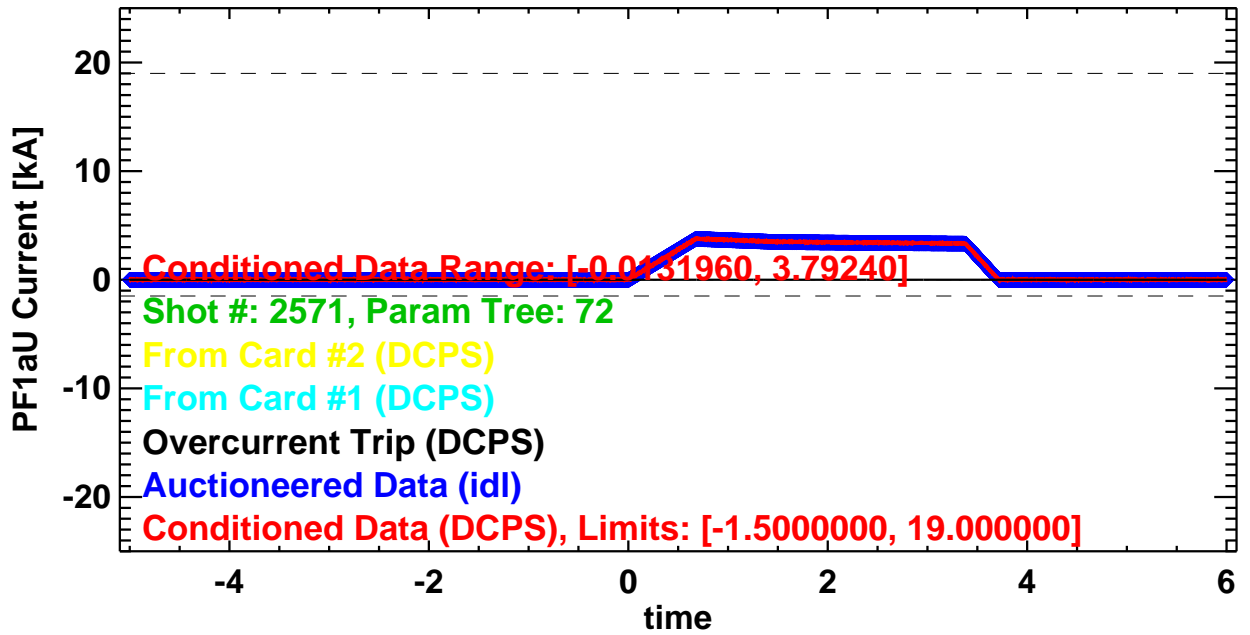 PF1aU Current [kA]
20
10
0
-10
-20
Conditioned Data Range: [-0.0131960, 3.79240]
Shot #: 2571, Param Tree: 72
From Card #2 (DCPS)
From Card #1 (DCPS)
Overcurrent Trip (DCPS)
Auctioneered Data (idl)
Conditioned Data (DCPS), Limits: [-1.5000000, 19.000000]
-4 -2 0 2 4 6
time